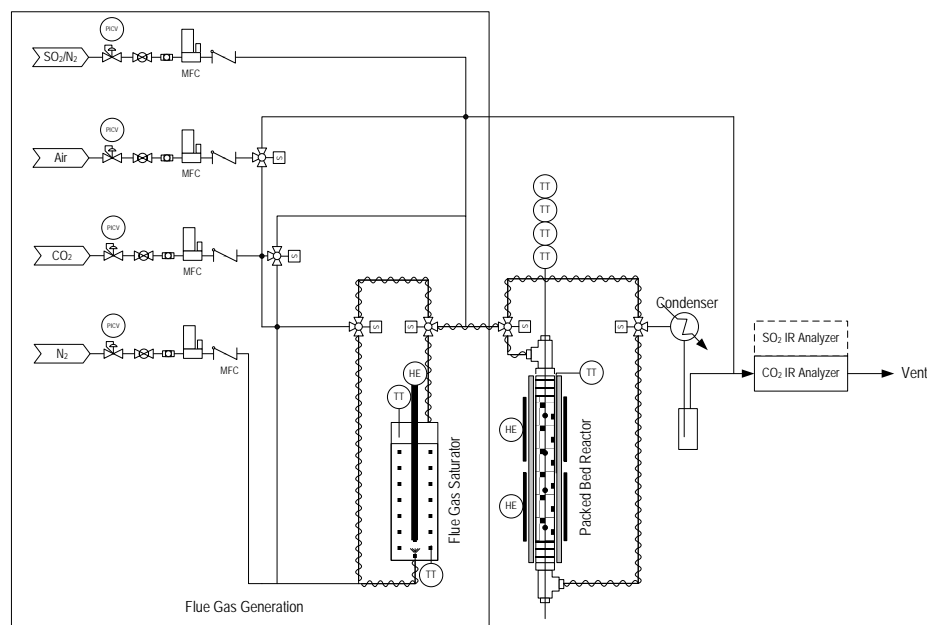 PICV
SO₂/N₂
MFC
PICV
Air
MFC
S
TT
TT
TT
TT
PICV
CO₂
MFC
S
Condenser
S
S
S
S
SO₂ IR Analyzer
PICV
N₂
MFC
CO₂ IR Analyzer
Vent
HE
TT
TT
HE
Flue Gas Saturator
Packed Bed Reactor
HE
TT
Flue Gas Generation